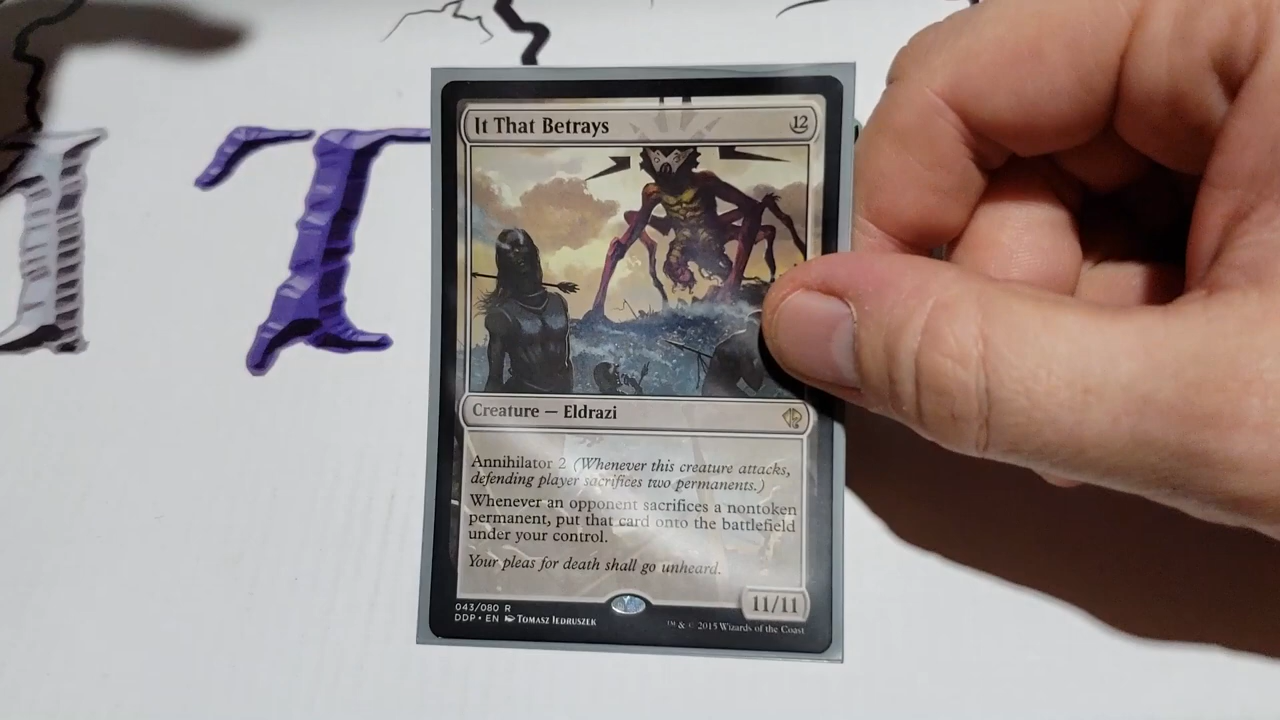 IT
It That Betrays 12
Creature — Eldrazi
Annihilator 2 (Whenever this creature attacks,
defending player sacrifices two permanents.)
Whenever an opponent sacrifices a nontoken
permanent, put that card onto the battlefield
under your control.
Your pleas for death shall go unheard.
11/11
043/080 R
DDP • EN Tomasz Jedruszek
™ & © 2015 Wizards of the Coast